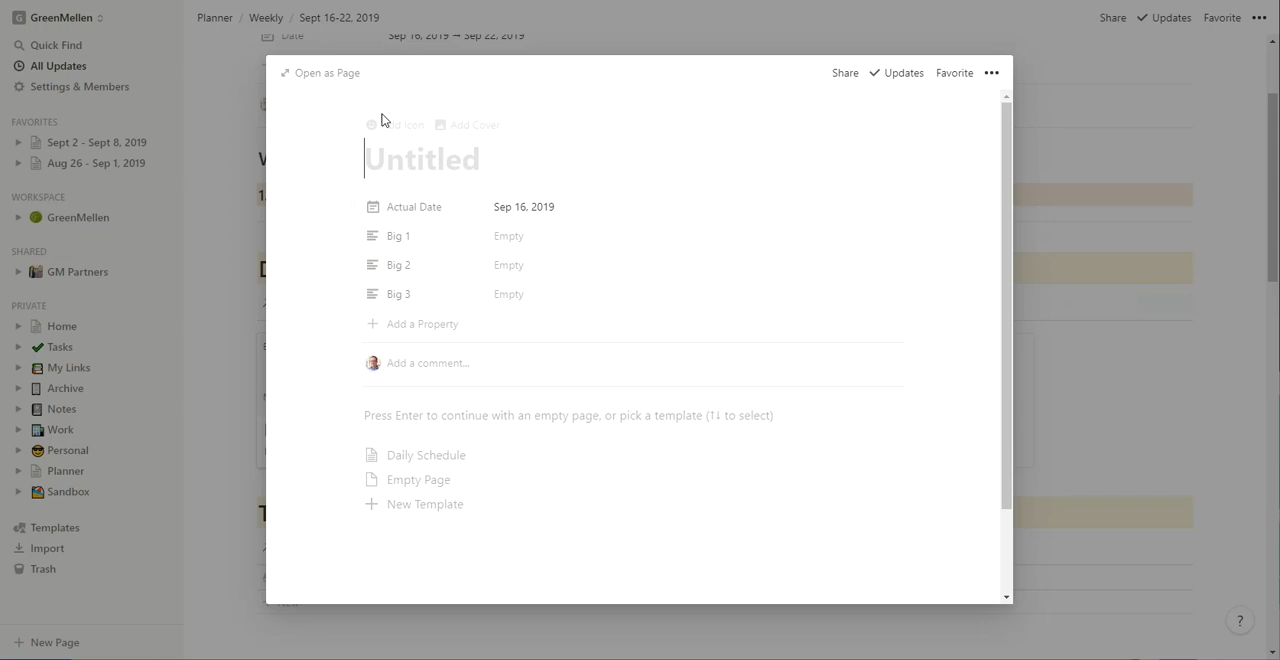 GreenMellen
Planner / Weekly / Sept 16-22, 2019
Share Updates Favorite
Quick Find
All Updates
Settings & Members
FAVORITES
Sept 2 - Sept 8, 2019
Aug 26 - Sep 1, 2019
WORKSPACE
GreenMellen
SHARED
GM Partners
PRIVATE
Home
Tasks
My Links
Archive
Notes
Work
Personal
Planner
Sandbox
Templates
Import
Trash
New Page
Date Sep 16, 2019 → Sep 22, 2019
Open as Page
Share Updates Favorite
Add Icon Add Cover
Untitled
Actual Date Sep 16, 2019
Big 1 Empty
Big 2 Empty
Big 3 Empty
Add a Property
Add a comment...
Press Enter to continue with an empty page, or pick a template (↑↓ to select)
Daily Schedule
Empty Page
New Template
?